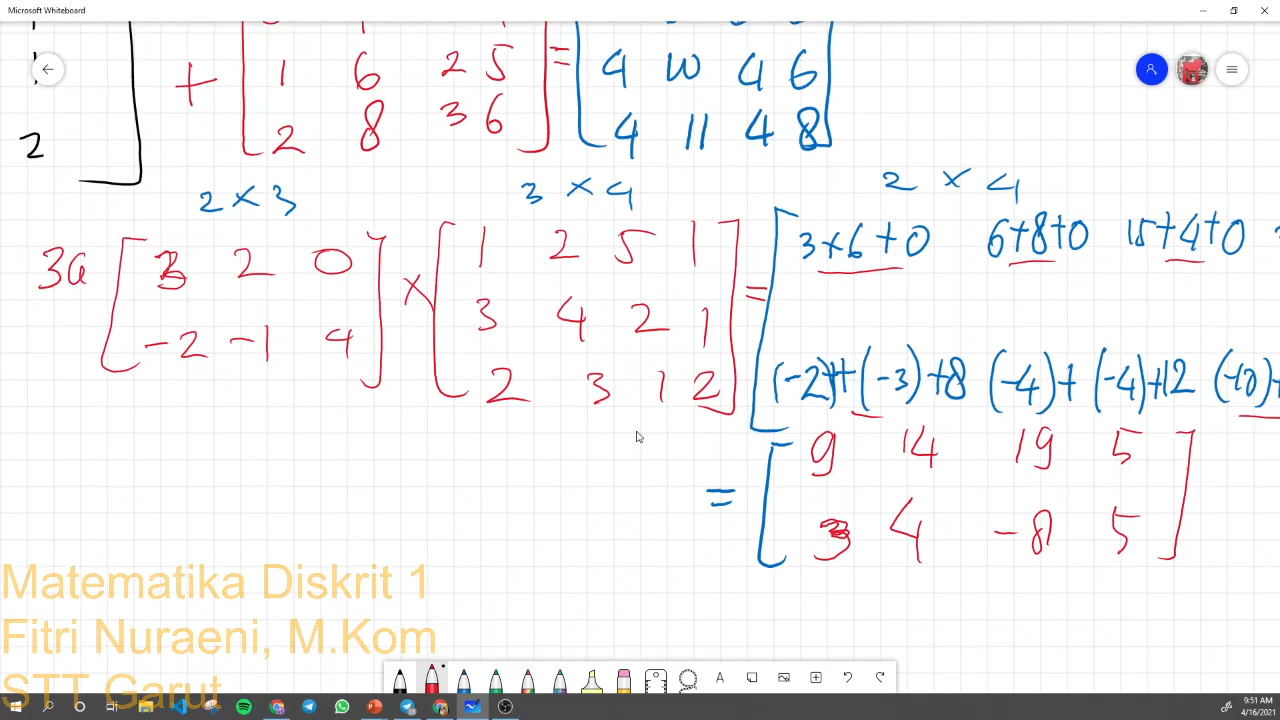 Microsoft Whiteboard
1 6 2 5 = 4 10 4 6
+
2 2 8 3 6 4 11 4 8
2 × 3 3 × 4 2 × 4
3a 3 2 0 × 1 2 5 1 = 3+6+0 6+8+0 15+4+0
-2 -1 4 3 4 2 1
2 3 1 2 (-2)+(-3)+8 (-4)+(-4)+12 (-10)+
= 9 14 19 5
3 4 -8 5
Matematika Diskrit 1
Fitri Nuraeni, M.Kom
STT Garut
9:51 AM
4/16/2021